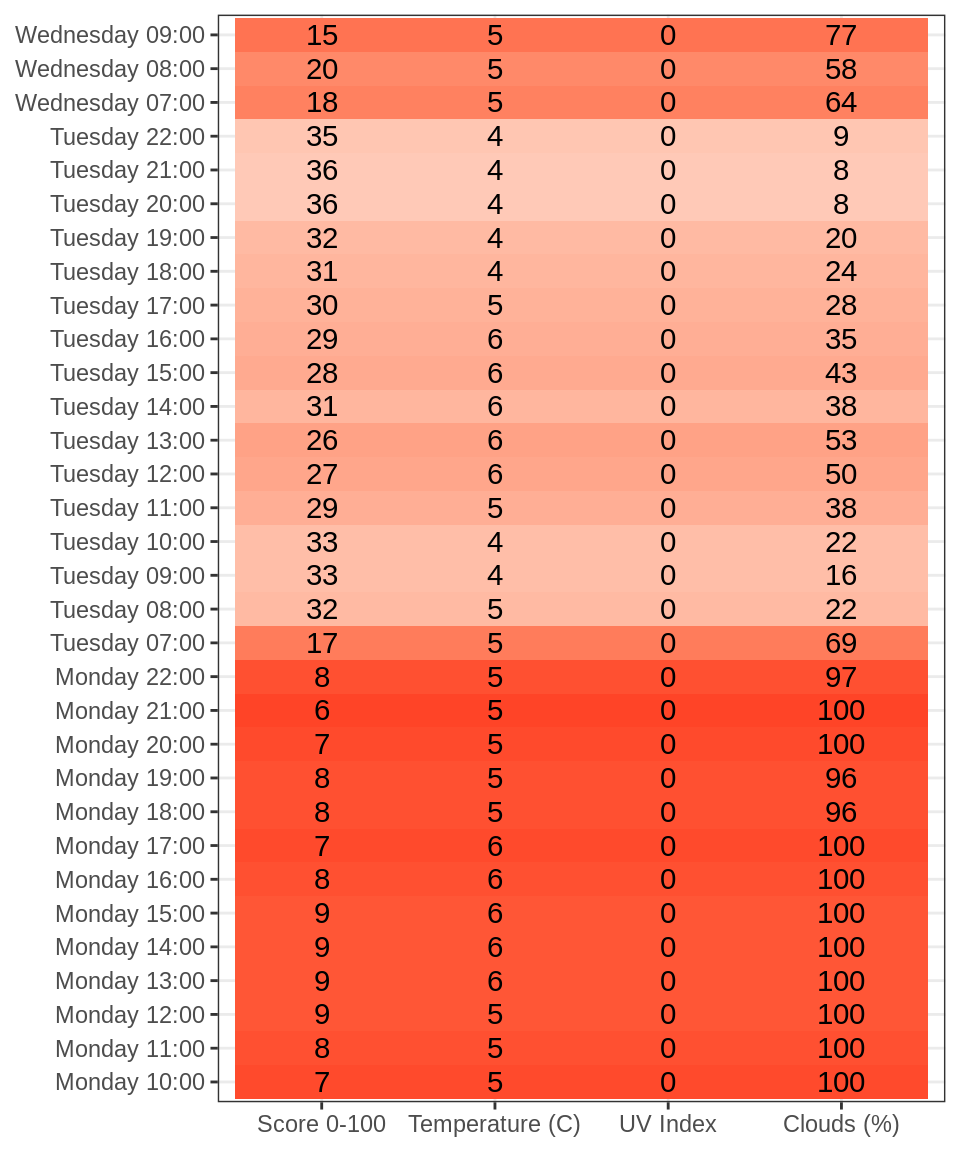 Wednesday 09:00 15 5 0 77
Wednesday 08:00 20 5 0 58
Wednesday 07:00 18 5 0 64
Tuesday 22:00 35 4 0 9
Tuesday 21:00 36 4 0 8
Tuesday 20:00 36 4 0 8
Tuesday 19:00 32 4 0 20
Tuesday 18:00 31 4 0 24
Tuesday 17:00 30 5 0 28
Tuesday 16:00 29 6 0 35
Tuesday 15:00 28 6 0 43
Tuesday 14:00 31 6 0 38
Tuesday 13:00 26 6 0 53
Tuesday 12:00 27 6 0 50
Tuesday 11:00 29 5 0 38
Tuesday 10:00 33 4 0 22
Tuesday 09:00 33 4 0 16
Tuesday 08:00 32 5 0 22
Tuesday 07:00 17 5 0 69
Monday 22:00 8 5 0 97
Monday 21:00 6 5 0 100
Monday 20:00 7 5 0 100
Monday 19:00 8 5 0 96
Monday 18:00 8 5 0 96
Monday 17:00 7 6 0 100
Monday 16:00 8 6 0 100
Monday 15:00 9 6 0 100
Monday 14:00 9 6 0 100
Monday 13:00 9 6 0 100
Monday 12:00 9 5 0 100
Monday 11:00 8 5 0 100
Monday 10:00 7 5 0 100
Score 0-100 Temperature (C) UV Index Clouds (%)